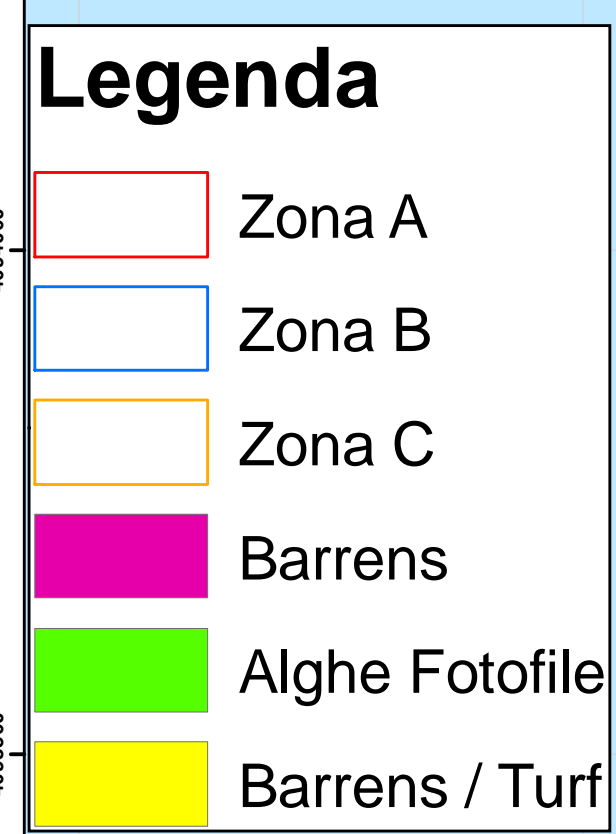 Legenda
Zona A
Zona B
Zona C
Barrens
Alghe Fotofile
Barrens / Turf